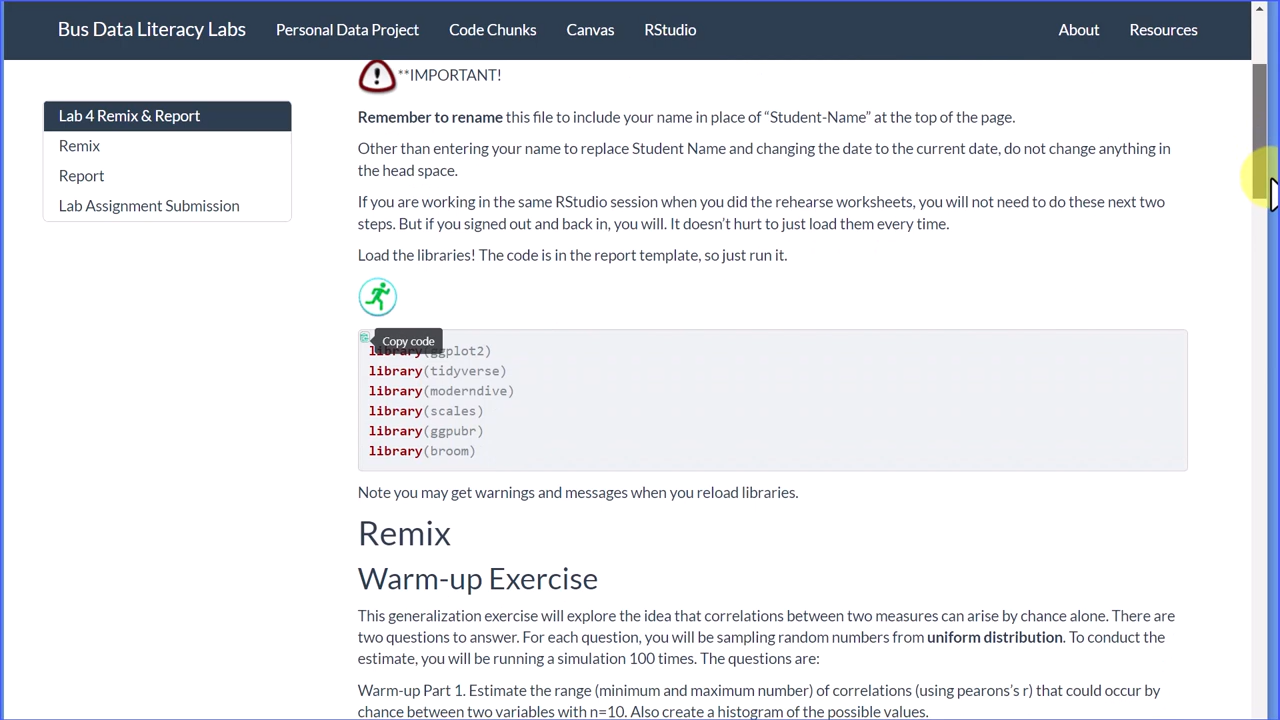 Bus Data Literacy Labs Personal Data Project Code Chunks Canvas RStudio About Resources
Lab 4 Remix & Report
Remix
Report
Lab Assignment Submission
**IMPORTANT!
Remember to rename this file to include your name in place of “Student-Name” at the top of the page.
Other than entering your name to replace Student Name and changing the date to the current date, do not change anything in
the head space.
If you are working in the same RStudio session when you did the rehearse worksheets, you will not need to do these next two
steps. But if you signed out and back in, you will. It doesn’t hurt to just load them every time.
Load the libraries! The code is in the report template, so just run it.
Copy code
library(ggplot2)
library(tidyverse)
library(moderndive)
library(scales)
library(ggpubr)
library(broom)
Note you may get warnings and messages when you reload libraries.
Remix
Warm-up Exercise
This generalization exercise will explore the idea that correlations between two measures can arise by chance alone. There are
two questions to answer. For each question, you will be sampling random numbers from uniform distribution. To conduct the
estimate, you will be running a simulation 100 times. The questions are:
Warm-up Part 1. Estimate the range (minimum and maximum number) of correlations (using pearons’s r) that could occur by
chance between two variables with n=10. Also create a histogram of the possible values.